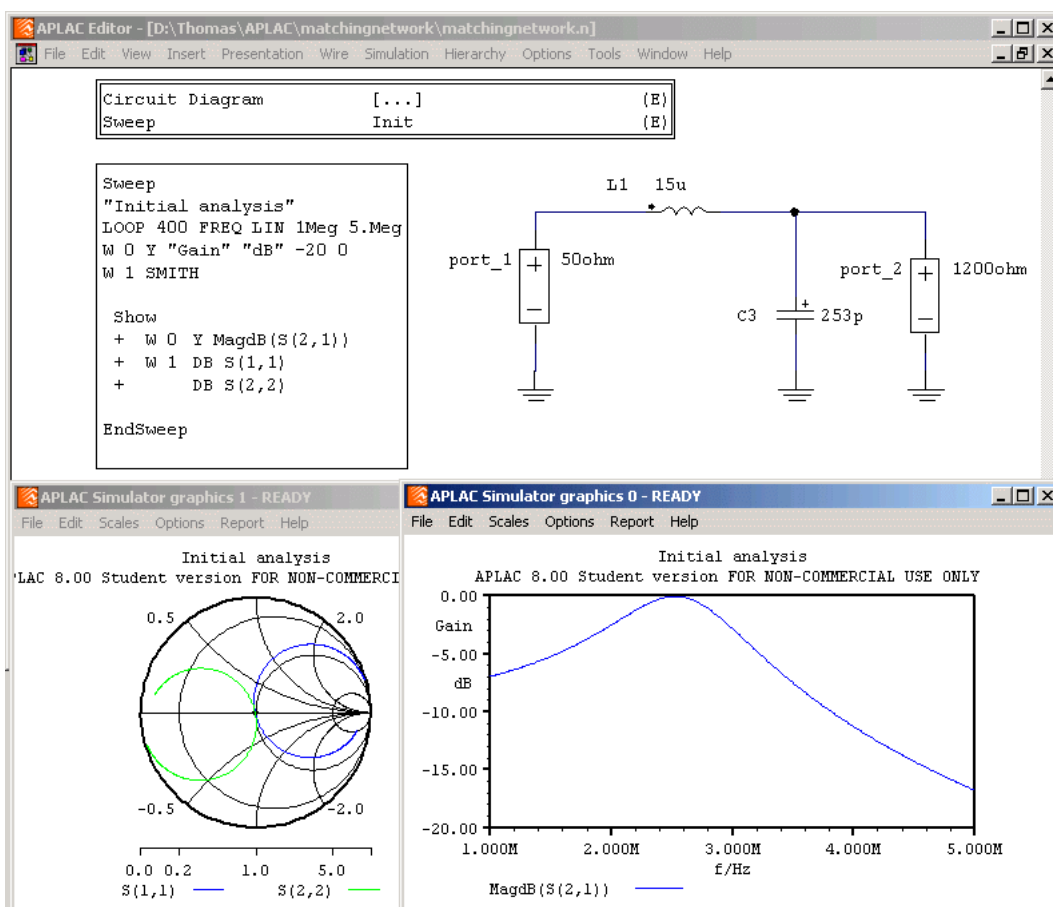 APLAC Editor - [D:\Thomas\APLAC\matchingnetwork\matchingnetwork.n]
File Edit View Insert Presentation Wire Simulation Hierarchy Options Tools Window Help
Circuit Diagram [...] (E)
Sweep Init (E)
Sweep
"Initial analysis"
LOOP 400 FREQ LIN 1Meg 5.Meg
W 0 Y "Gain" "dB" -20 0
W 1 SMITH
Show
+ W 0 Y MagdB(S(2,1))
+ W 1 DB S(1,1)
+ DB S(2,2)
EndSweep
L1 15u
port_1 + 50ohm
−
port_2 + 1200ohm
−
C3 + 253p
APLAC Simulator graphics 1 - READY
File Edit Scales Options Report Help
Initial analysis
PLAC 8.00 Student version FOR NON-COMMERCI
0.5 2.0
-0.5 -2.0
0.0 0.2 1.0 5.0
S(1,1) S(2,2)
APLAC Simulator graphics 0 - READY
File Edit Scales Options Report Help
Initial analysis
APLAC 8.00 Student version FOR NON-COMMERCIAL USE ONLY
0.00
Gain
-5.00
dB
-10.00
-15.00
-20.00
1.000M 2.000M 3.000M 4.000M 5.000M
f/Hz
MagdB(S(2,1))